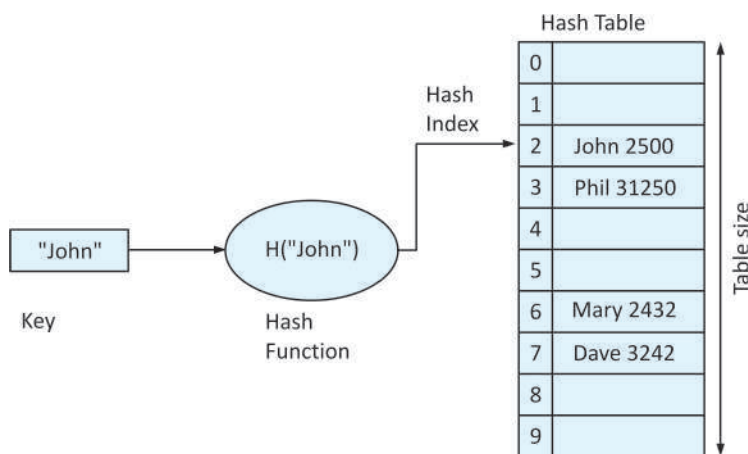 Hash Table
0
1
Hash
Index
2 John 2500
3 Phil 31250
4
5
6 Mary 2432
7 Dave 3242
8
9
Table size
"John"
H("John")
Key
Hash
Function